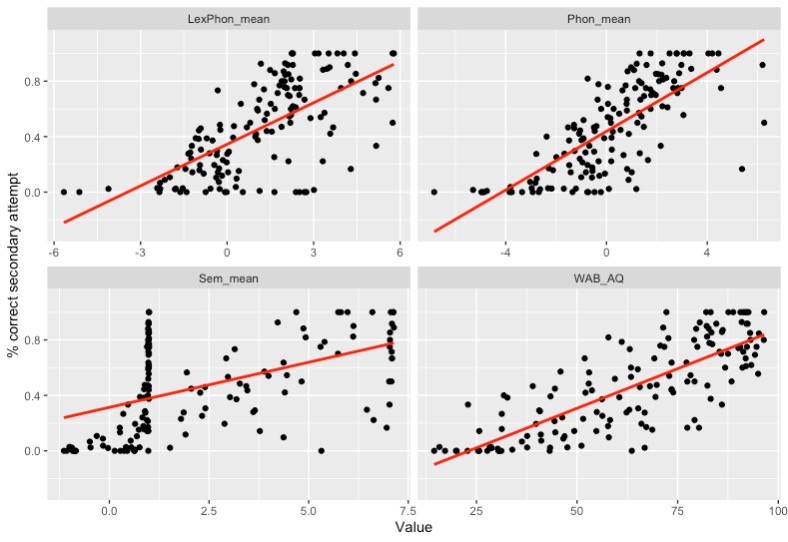 LexPhon_mean Phon_mean
0.8
0.4
0.0
-6 -3 0 3 6 -4 0 4
Sem_mean WAB_AQ
0.8
0.4
0.0
0.0 2.5 5.0 7.5 25 50 75 100
Value
% correct secondary attempt